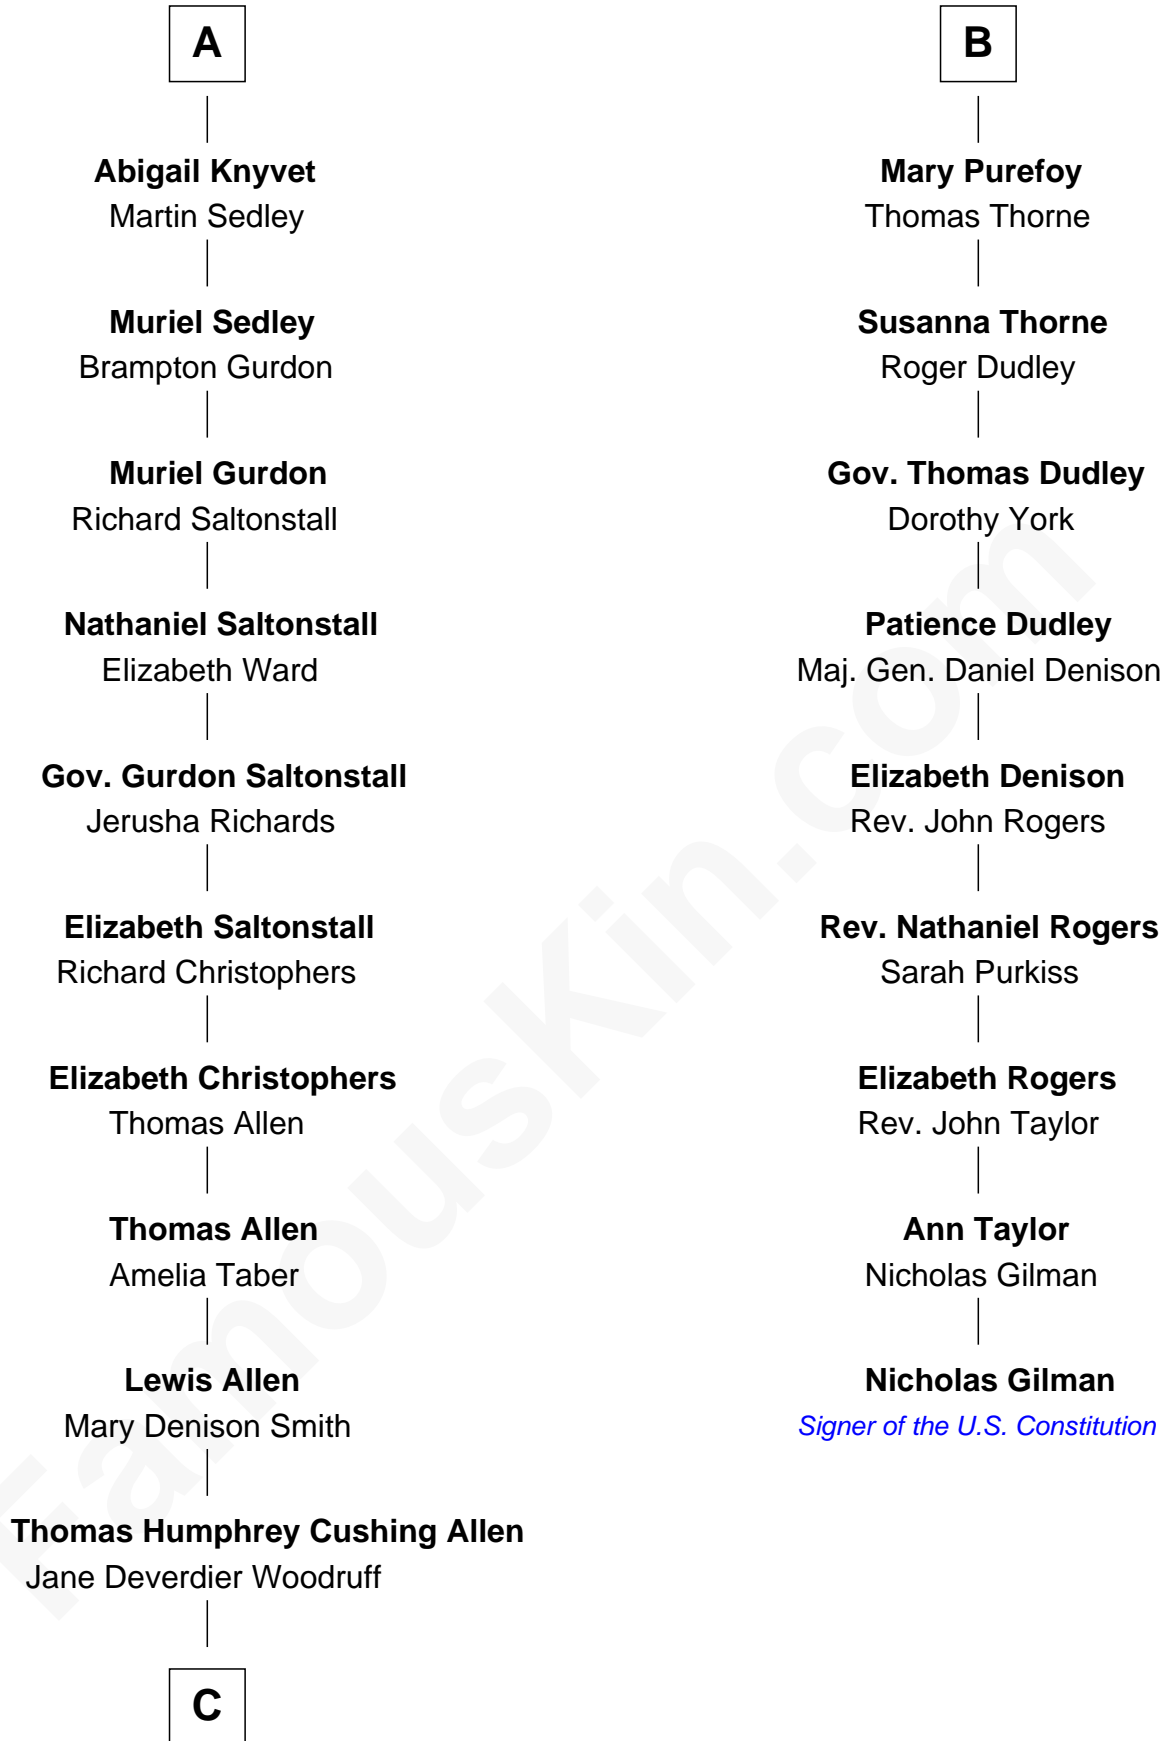 A
Abigail Knyvet
Martin Sedley
Muriel Sedley
Brampton Gurdon
Muriel Gurdon
Richard Saltonstall
Nathaniel Saltonstall
Elizabeth Ward
Gov. Gurdon Saltonstall
Jerusha Richards
Elizabeth Saltonstall
Richard Christophers
Elizabeth Christophers
Thomas Allen
Thomas Allen
Amelia Taber
Lewis Allen
Mary Denison Smith
Thomas Humphrey Cushing Allen
Jane Deverdier Woodruff
C
B
Mary Purefoy
Thomas Thorne
Susanna Thorne
Roger Dudley
Gov. Thomas Dudley
Dorothy York
Patience Dudley
Maj. Gen. Daniel Denison
Elizabeth Denison
Rev. John Rogers
Rev. Nathaniel Rogers
Sarah Purkiss
Elizabeth Rogers
Rev. John Taylor
Ann Taylor
Nicholas Gilman
Nicholas Gilman
Signer of the U.S. Constitution
FamousKin.com